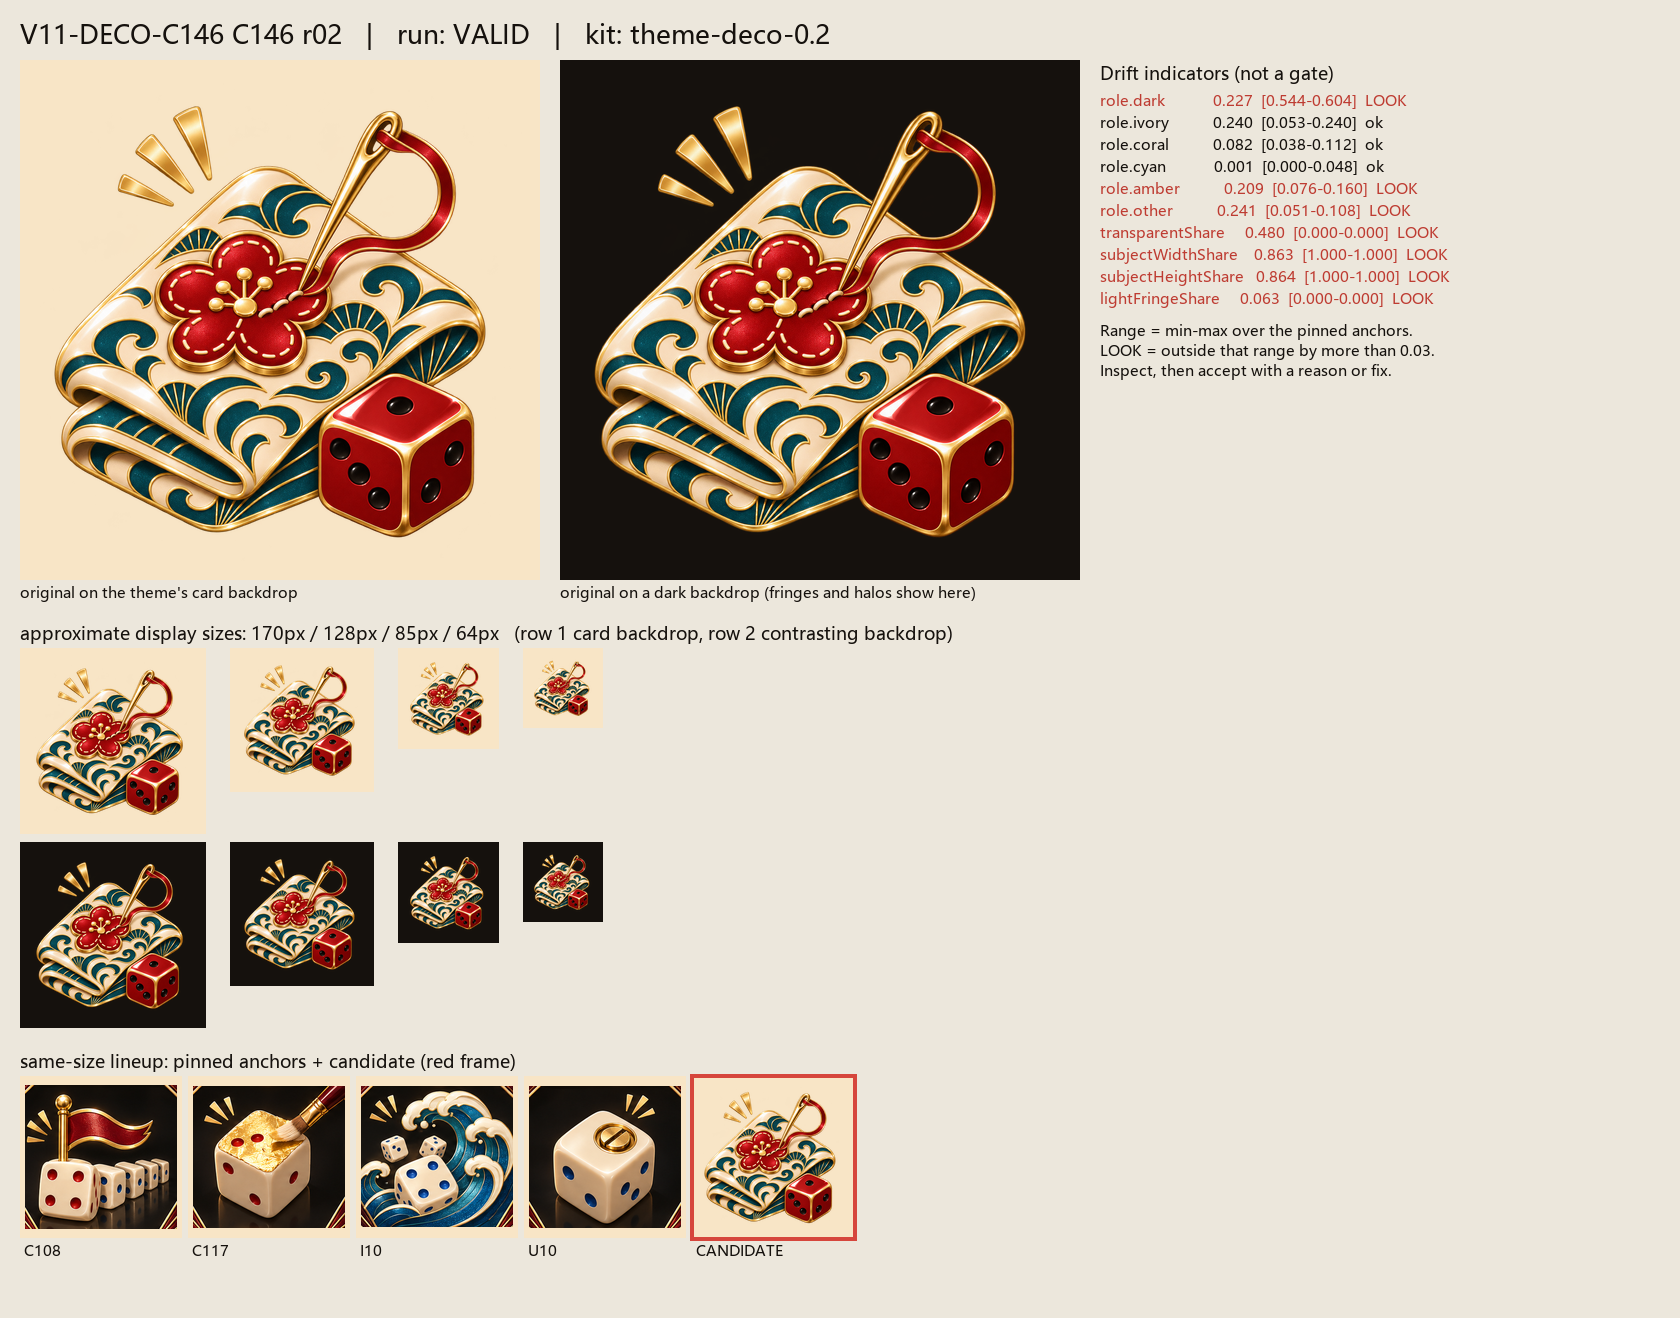 V11-DECO-C146 C146 r02 | run: VALID | kit: theme-deco-0.2
Drift indicators (not a gate)
role.dark 0.227 [0.544-0.604] LOOK
role.ivory 0.240 [0.053-0.240] ok
role.coral 0.082 [0.038-0.112] ok
role.cyan 0.001 [0.000-0.048] ok
role.amber 0.209 [0.076-0.160] LOOK
role.other 0.241 [0.051-0.108] LOOK
transparentShare 0.480 [0.000-0.000] LOOK
subjectWidthShare 0.863 [1.000-1.000] LOOK
subjectHeightShare 0.864 [1.000-1.000] LOOK
lightFringeShare 0.063 [0.000-0.000] LOOK
Range = min-max over the pinned anchors.
LOOK = outside that range by more than 0.03.
Inspect, then accept with a reason or fix.
original on the theme's card backdrop
original on a dark backdrop (fringes and halos show here)
approximate display sizes: 170px / 128px / 85px / 64px (row 1 card backdrop, row 2 contrasting backdrop)
same-size lineup: pinned anchors + candidate (red frame)
C108
C117
I10
U10
CANDIDATE